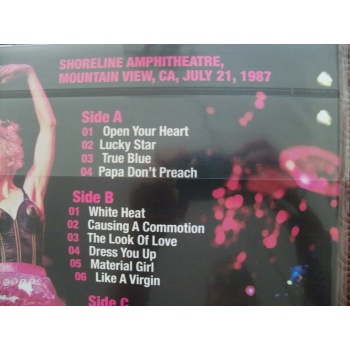 SHORELINE AMPHITHEATRE,
MOUNTAIN VIEW, CA, JULY 21, 1987
Side A
01 Open Your Heart
02 Lucky Star
03 True Blue
04 Papa Don't Preach
Side B
01 White Heat
02 Causing A Commotion
03 The Look Of Love
04 Dress You Up
05 Material Girl
06 Like A Virgin
Side C